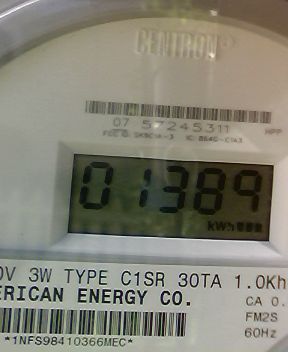 CENTRON
07 57245311 HPP
01389
kWh
0V 3W TYPE C1SR 30TA 1.0Kh
ERICAN ENERGY CO. CA 0.
FM2S
*1NFS98410366MEC* 60Hz